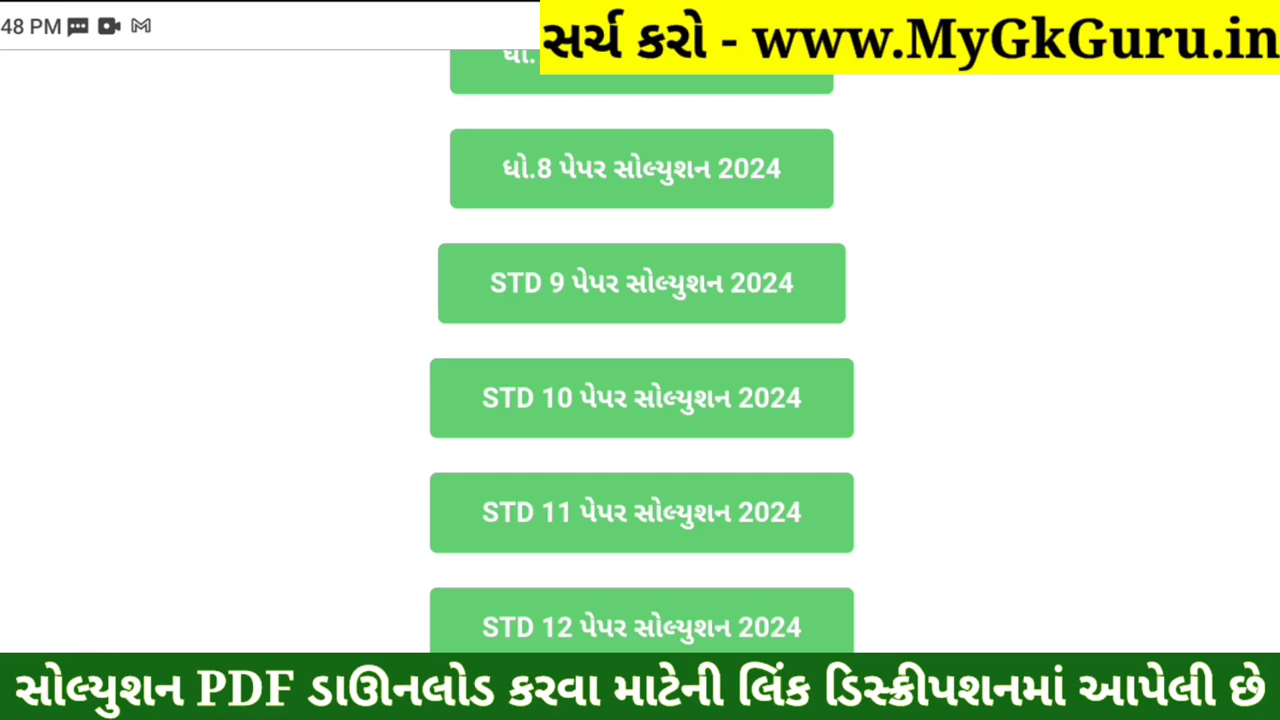 48 PM
સર્ચ કરો - www.MyGkGuru.in
ધો.8 પેપર સોલ્યુશન 2024
STD 9 પેપર સોલ્યુશન 2024
STD 10 પેપર સોલ્યુશન 2024
STD 11 પેપર સોલ્યુશન 2024
STD 12 પેપર સોલ્યુશન 2024
સોલ્યુશન PDF ડાઊનલોડ કરવા માટેની લિંક ડિસ્ક્રીપશનમાં આપેલી છે